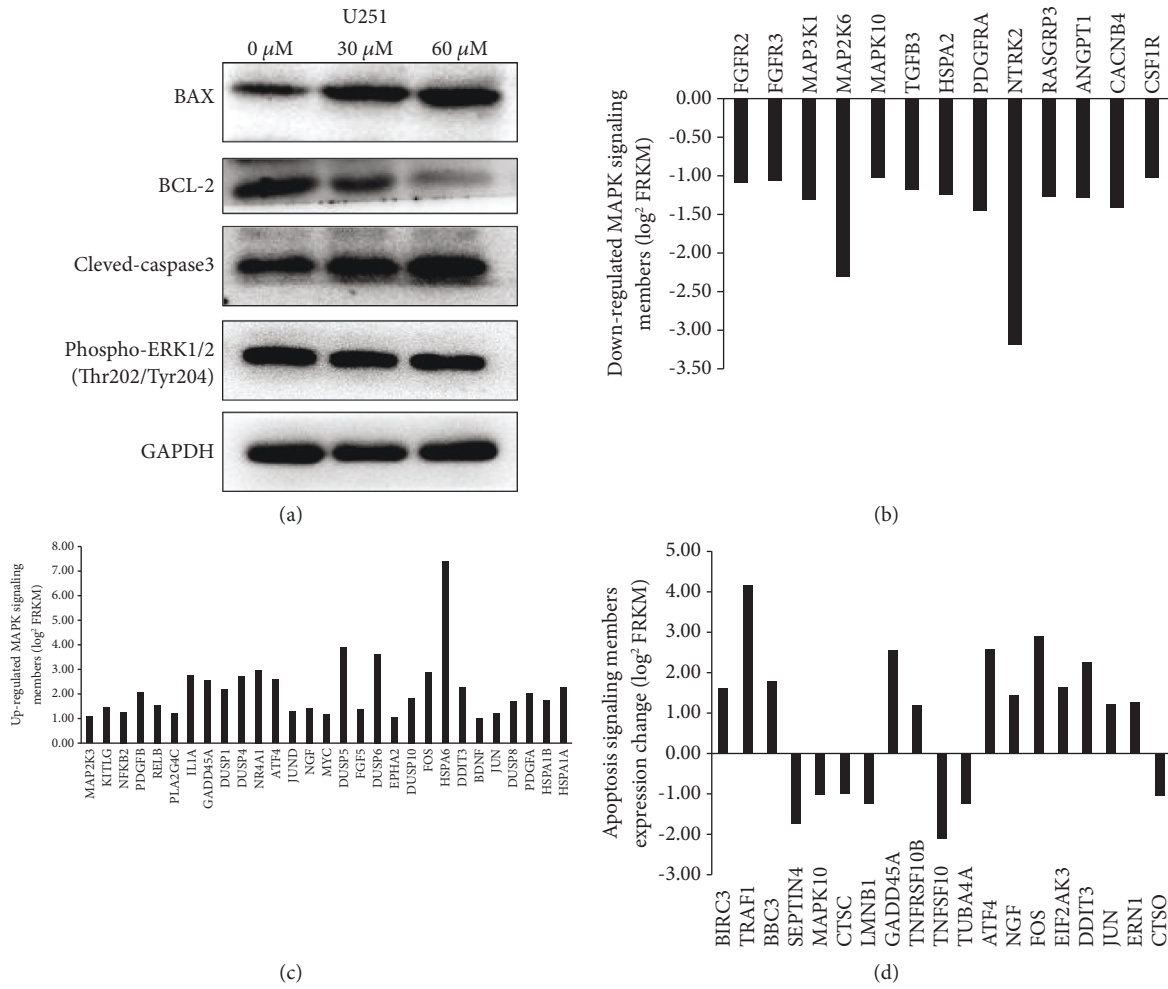 U251
0 μM 30 μM 60 μM
BAX
BCL-2
Cleved-caspase3
Phospho-ERK1/2
(Thr202/Tyr204)
GAPDH
(a)
FGFR2
FGFR3
MAP3K1
MAP2K6
MAPK10
TGFB3
HSPA2
PDGFRA
NTRK2
RASGRP3
ANGPT1
CACNB4
CSF1R
0.00
-0.50
-1.00
-1.50
-2.00
-2.50
-3.00
-3.50
Down-regulated MAPK signaling
members (log² FRKM)
(b)
8.00
7.00
6.00
5.00
4.00
3.00
2.00
1.00
0.00
Up-regulated MAPK signaling
members (log² FRKM)
MAP2K3
KITLG
NFKB2
PDGFB
RELB
PLA2G4C
IL1A
GADD45A
DUSP1
DUSP4
NR4A1
ATF4
JUND
NGF
MYC
DUSP5
FGF5
DUSP6
EPHA2
DUSP10
FOS
HSPA6
DDIT3
BDNF
JUN
DUSP8
PDGFA
HSPA1B
HSPA1A
(c)
5.00
4.00
3.00
2.00
1.00
0.00
-1.00
-2.00
-3.00
Apoptosis signaling members
expression change (log² FRKM)
BIRC3
TRAF1
BBC3
SEPTIN4
MAPK10
CTSC
LMNB1
GADD45A
TNFRSF10B
TNFSF10
TUBA4A
ATF4
NGF
FOS
EIF2AK3
DDIT3
JUN
ERN1
CTSO
(d)